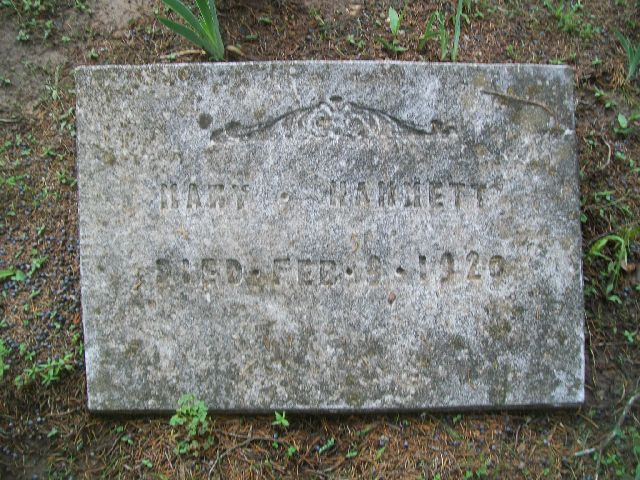 MARY · HAMMETT
DIED · FEB · 9 · 1920